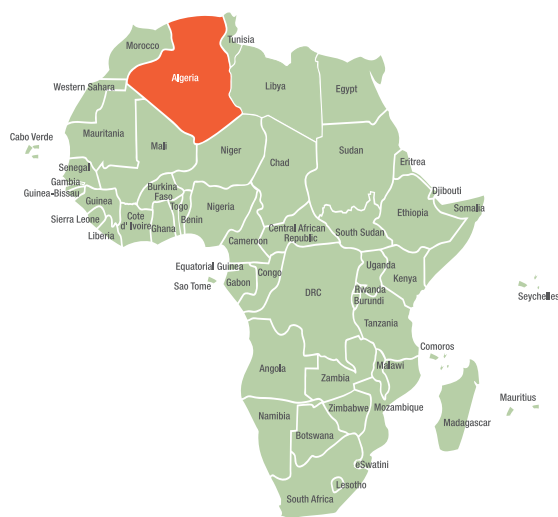 Tunisia
Morocco
Algeria
Libya
Egypt
Western Sahara
Mauritania
Cabo Verde
Mali
Niger
Chad
Sudan
Eritrea
Senegal
Gambia
Guinea-Bissau
Guinea
Burkina
Faso
Djibouti
Somalia
Togo
Benin
Nigeria
Ethiopia
Sierra Leone
Cote
d' Ivoire
Ghana
Liberia
Central African
Republic
South Sudan
Cameroon
Equatorial Guinea
Sao Tome
Gabon
Congo
Uganda
Kenya
DRC
Rwanda
Burundi
Seychelles
Tanzania
Comoros
Angola
Zambia
Malawi
Mozambique
Mauritius
Madagascar
Namibia
Zimbabwe
Botswana
eSwatini
Lesotho
South Africa